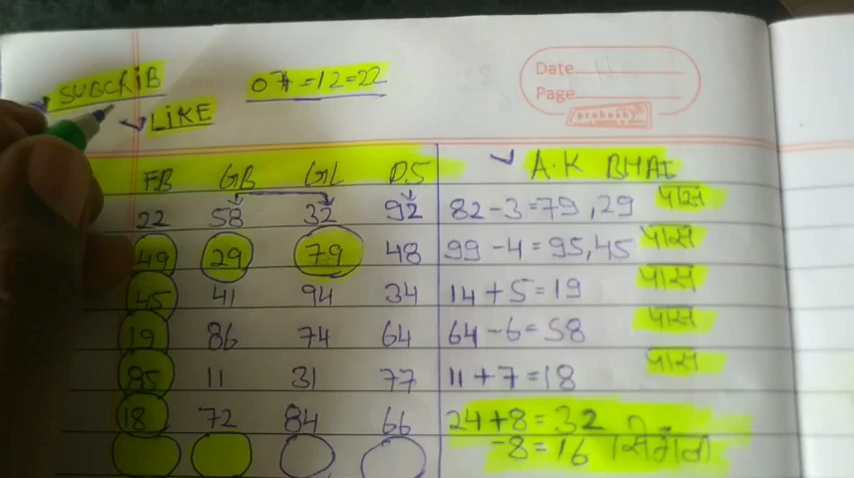 SUBCRIB
07 = 12 = 22
Date
Page
LIKE
FB GB GL D.S A.K BHAI
22 58 32 92 82 - 3 = 79, 29 पास
49 29 79 48 99 - 4 = 95, 45 पास
45 41 94 34 14 + 5 = 19 पास
19 86 74 64 64 - 6 = 58 पास
85 11 31 77 11 + 7 = 18 पास
18 72 84 66 24 + 8 = 32
- 8 = 16